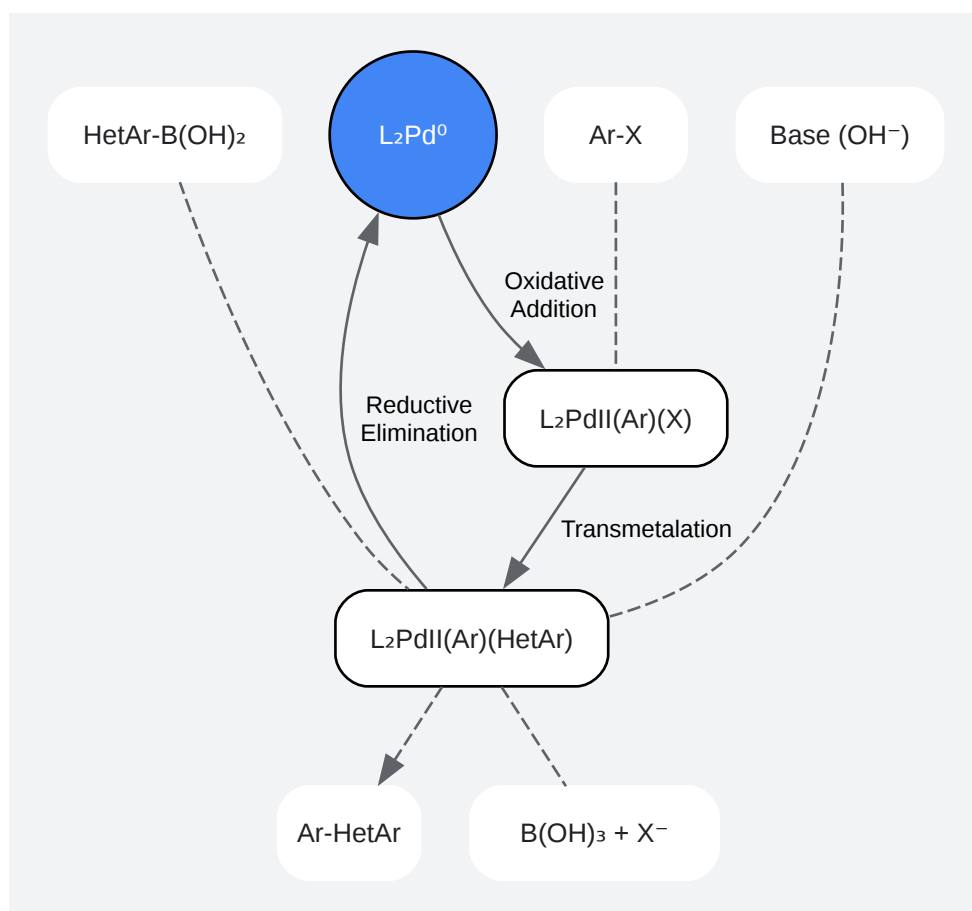 HetAr-B(OH)₂
L₂Pd⁰
Ar-X
Base (OH⁻)
Oxidative
Addition
Reductive
Elimination
L₂PdII(Ar)(X)
Transmetalation
L₂PdII(Ar)(HetAr)
Ar-HetAr
B(OH)₃ + X⁻